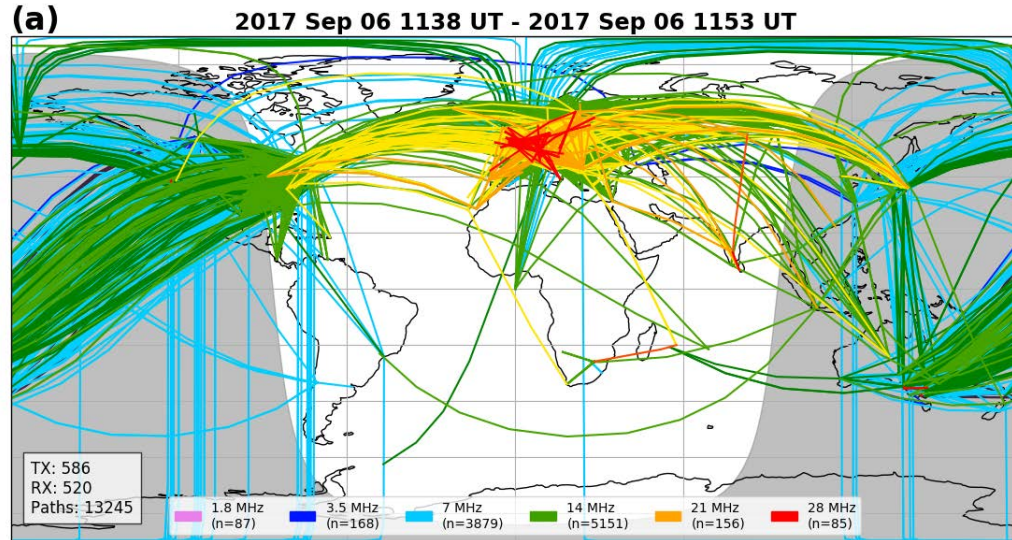 (a)
2017 Sep 06 1138 UT - 2017 Sep 06 1153 UT
TX: 586
RX: 520
Paths: 13245
1.8 MHz
(n=87)
3.5 MHz
(n=168)
7 MHz
(n=3879)
14 MHz
(n=5151)
21 MHz
(n=156)
28 MHz
(n=85)